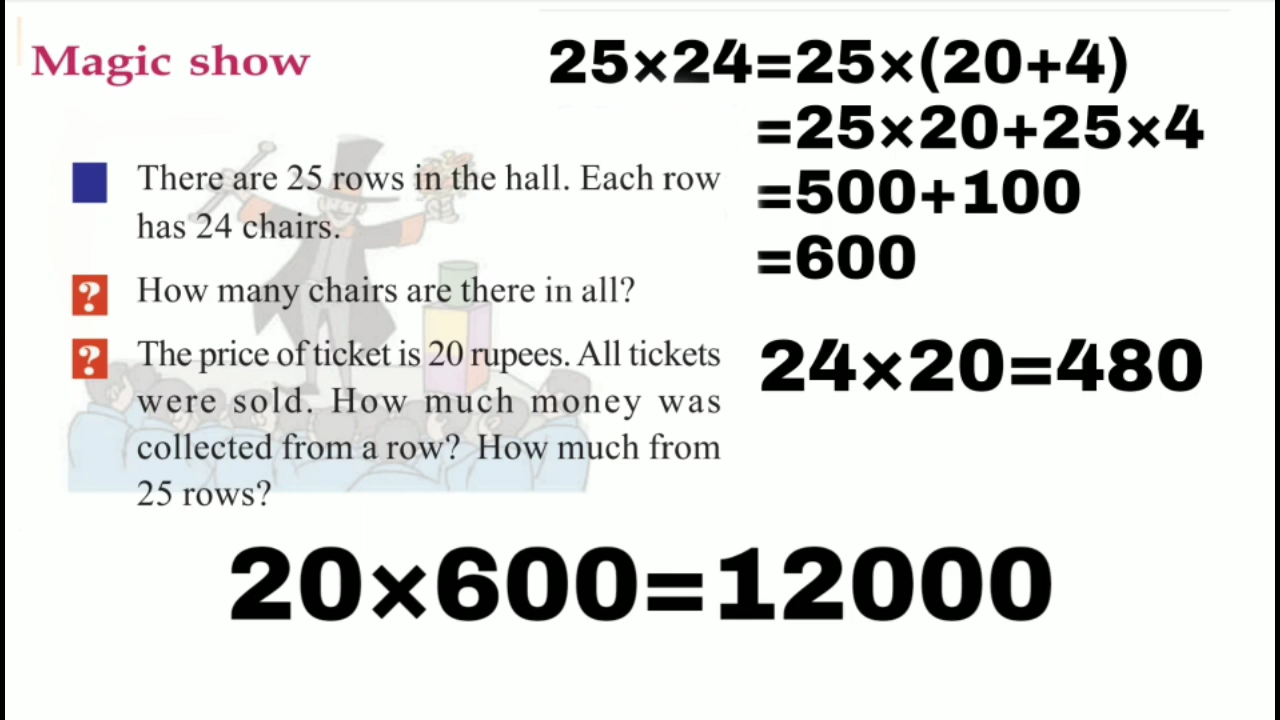 Magic show
There are 25 rows in the hall. Each row
has 24 chairs.
? How many chairs are there in all?
? The price of ticket is 20 rupees. All tickets
were sold. How much money was
collected from a row? How much from
25 rows?
25×24=25×(20+4)
=25×20+25×4
=500+100
=600
24×20=480
20×600=12000